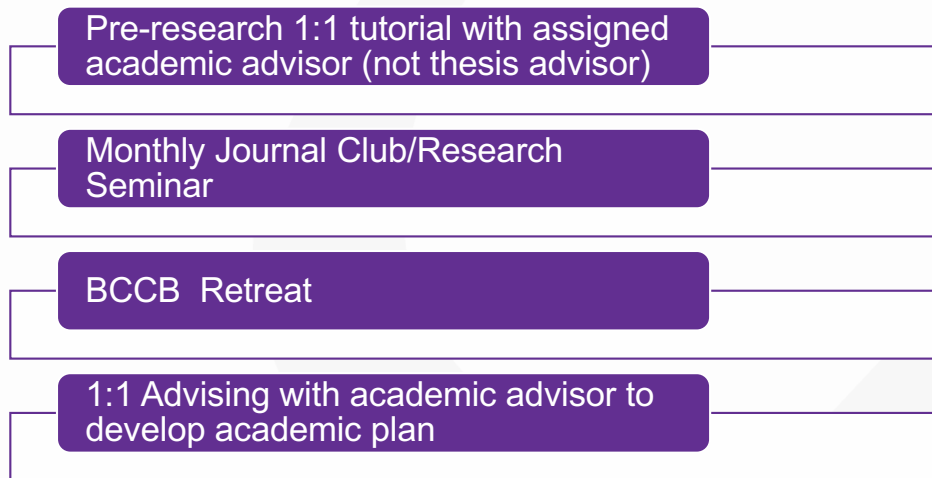 Pre-research 1:1 tutorial with assigned
academic advisor (not thesis advisor)
Monthly Journal Club/Research
Seminar
BCCB  Retreat
1:1 Advising with academic advisor to
develop academic plan